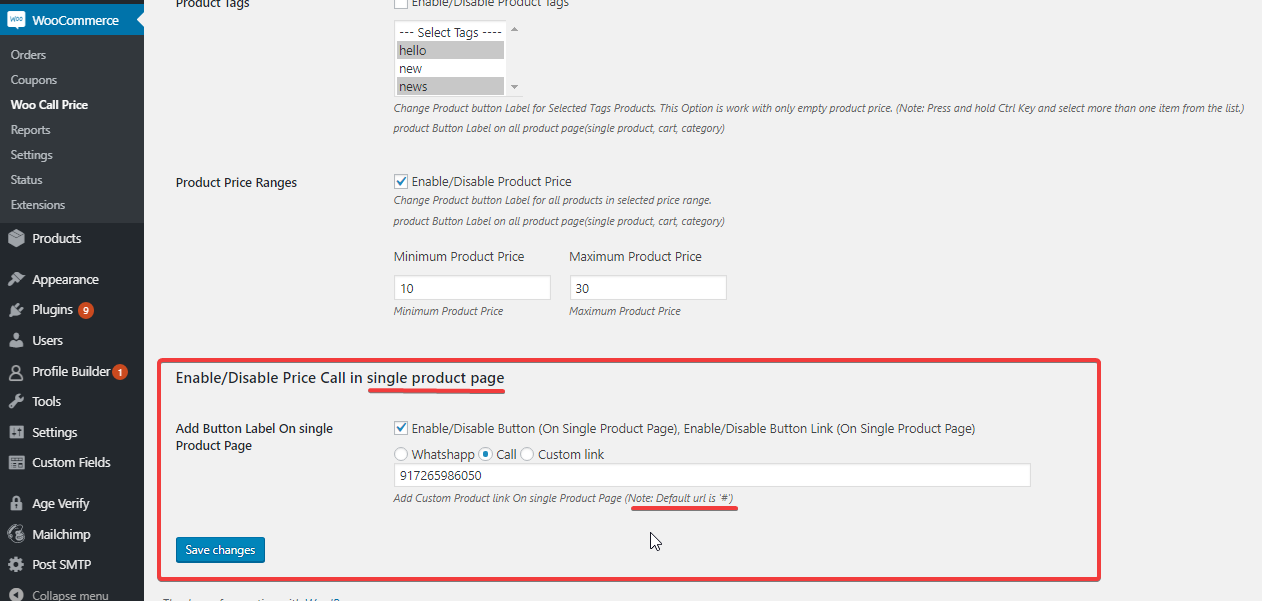 Product Tags
Enable/Disable Product Tags
WooCommerce
--- Select Tags ----
hello
new
news
Orders
Coupons
Woo Call Price
Reports
Settings
Status
Extensions
Change Product button Label for Selected Tags Products. This Option is work with only empty product price. (Note: Press and hold Ctrl Key and select more than one item from the list.)
product Button Label on all product page(single product, cart, category)
Product Price Ranges
Enable/Disable Product Price
Change Product button Label for all products in selected price range.
product Button Label on all product page(single product, cart, category)
Minimum Product Price
Maximum Product Price
10
30
Minimum Product Price
Maximum Product Price
Products
Appearance
Plugins 9
Users
Profile Builder 1
Tools
Settings
Custom Fields
Age Verify
Mailchimp
Post SMTP
Collapse menu
Enable/Disable Price Call in single product page
Add Button Label On single
Product Page
Enable/Disable Button (On Single Product Page), Enable/Disable Button Link (On Single Product Page)
Whatshapp Call Custom link
917265986050
Add Custom Product link On single Product Page (Note: Default url is '#')
Save changes